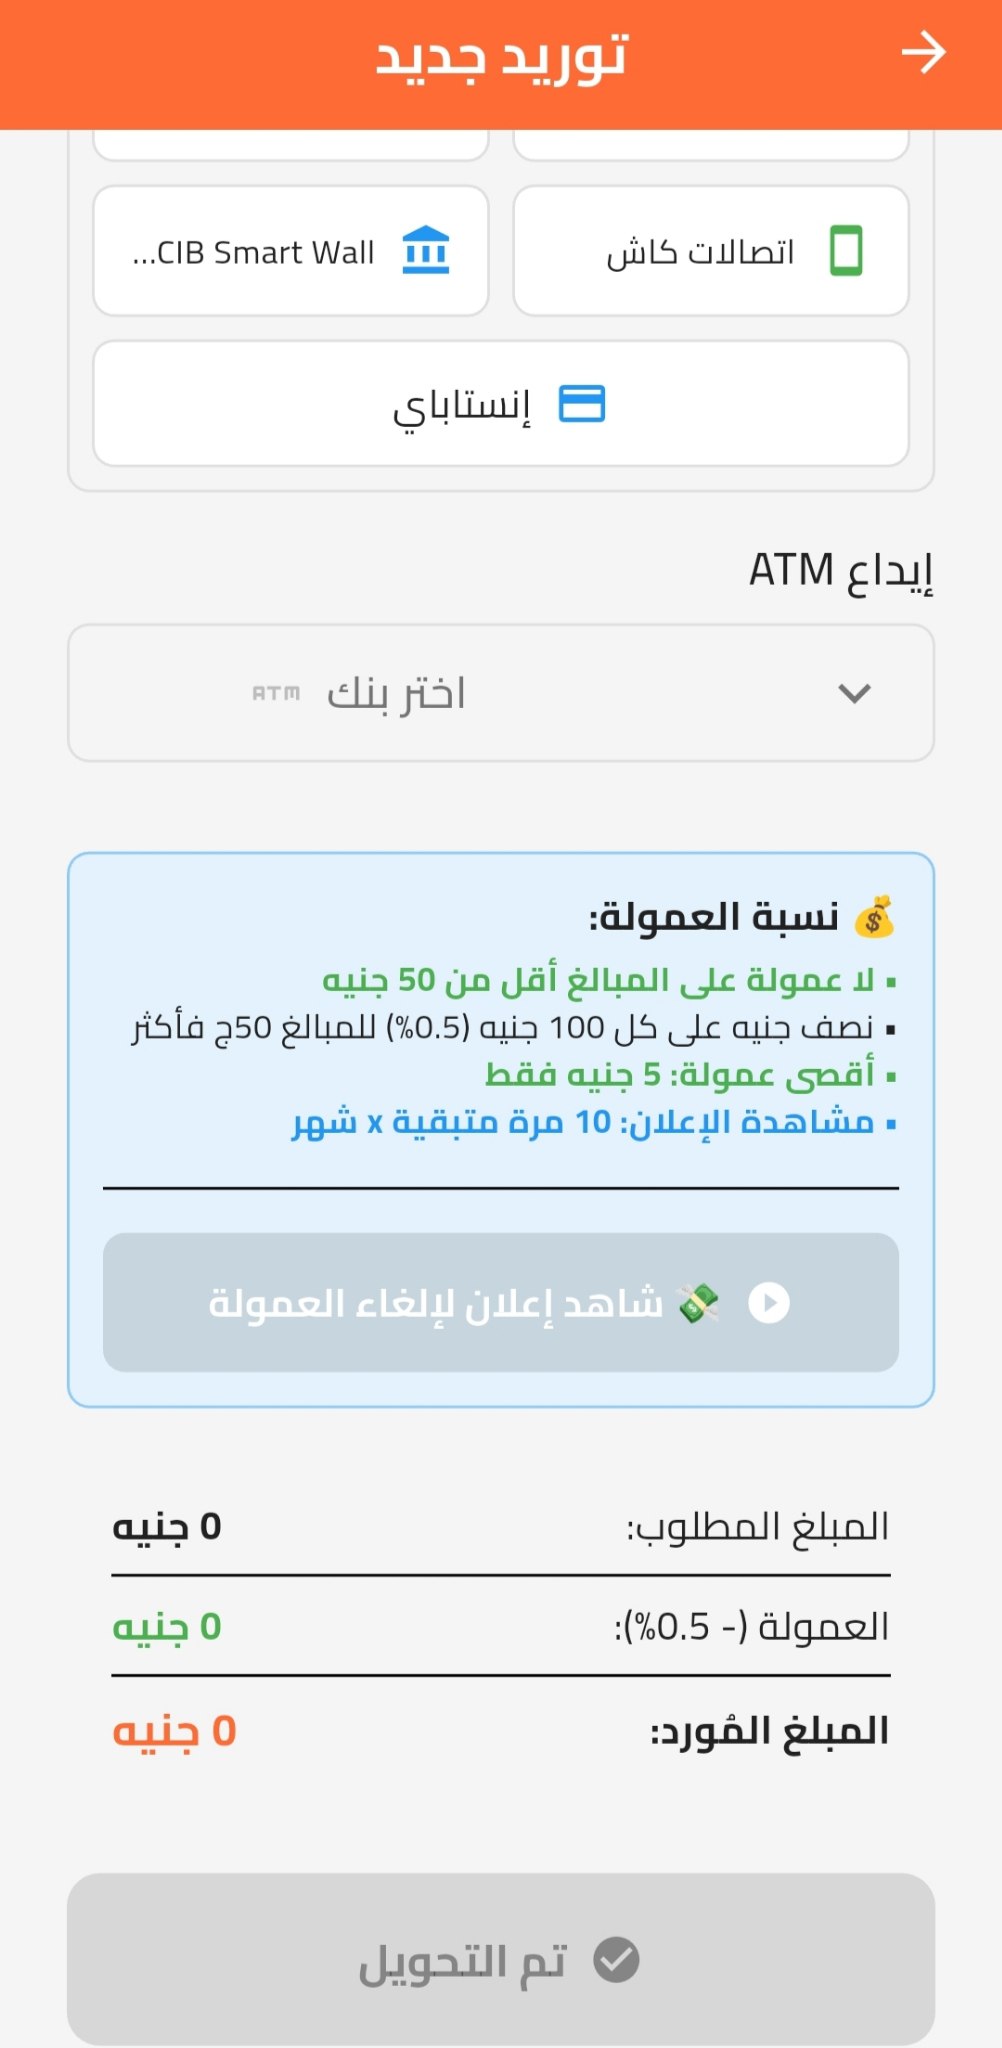 توريد جديد
اتصالات كاش
CIB Smart Wall...
إنستاباي
إيداع ATM
اختر بنك ATM
💰 نسبة العمولة:
▪ لا عمولة على المبالغ أقل من 50 جنيه
▪ نصف جنيه على كل 100 جنيه (0.5%) للمبالغ 50ج فأكثر
▪ أقصى عمولة: 5 جنيه فقط
▪ مشاهدة الإعلان: 10 مرة متبقية x شهر
💸 شاهد إعلان لإلغاء العمولة
المبلغ المطلوب: 0 جنيه
العمولة (- 0.5%): 0 جنيه
المبلغ المُورد: 0 جنيه
تم التحويل